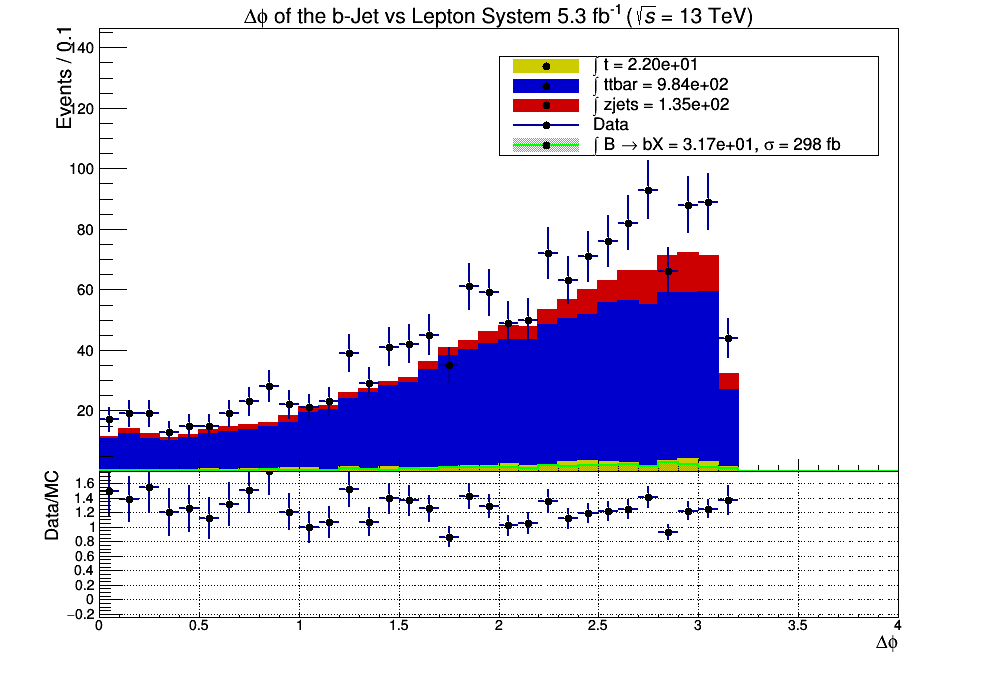 Δϕ of the b-Jet vs Lepton System 5.3 fb⁻¹ (√s = 13 TeV)
Events / 0.1
140
120
100
80
60
40
20
∫ t = 2.20e+01
∫ ttbar = 9.84e+02
∫ zjets = 1.35e+02
Data
∫ B → bX = 3.17e+01, σ = 298 fb
Data/MC
1.6
1.4
1.2
1
0.8
0.6
0.4
0.2
0
−0.2
0 0.5 1 1.5 2 2.5 3 3.5 4
Δϕ